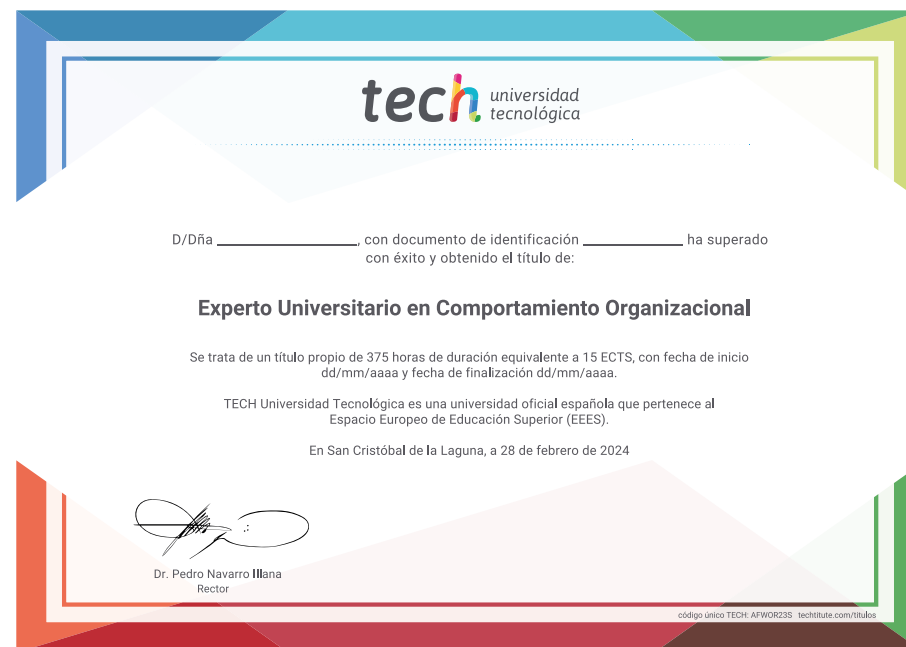 tech universidad
tecnológica
D/Dña ____________________, con documento de identificación ______________ ha superado
con éxito y obtenido el título de:
Experto Universitario en Comportamiento Organizacional
Se trata de un título propio de 375 horas de duración equivalente a 15 ECTS, con fecha de inicio
dd/mm/aaaa y fecha de finalización dd/mm/aaaa.
TECH Universidad Tecnológica es una universidad oficial española que pertenece al
Espacio Europeo de Educación Superior (EEES).
En San Cristóbal de la Laguna, a 28 de febrero de 2024
Dr. Pedro Navarro Illana
Rector
código único TECH: AFWOR23S techtitute.com/titulos